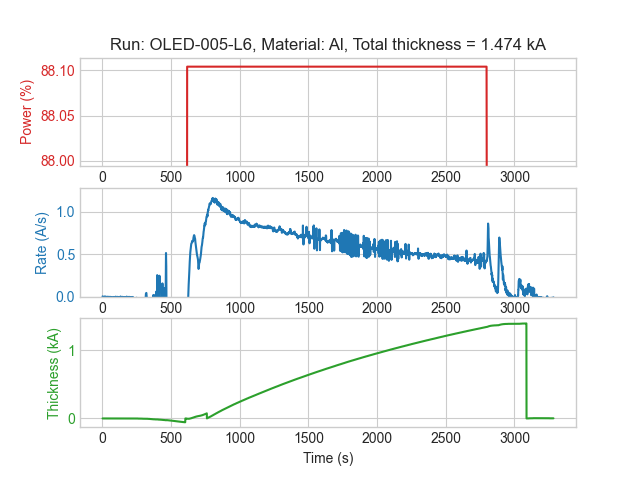 Run: OLED-005-L6, Material: Al, Total thickness = 1.474 kA
Power (%)
88.10
88.05
88.00
0 500 1000 1500 2000 2500 3000
Rate (A/s)
1.0
0.5
0.0
0 500 1000 1500 2000 2500 3000
Thickness (kA)
1
0
0 500 1000 1500 2000 2500 3000
Time (s)